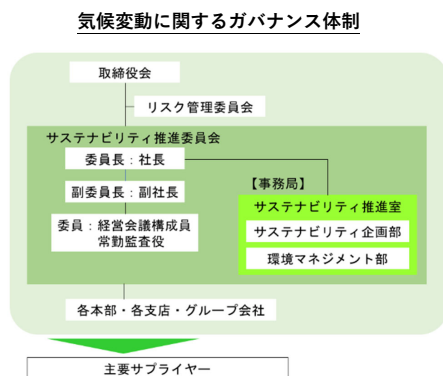 気候変動に関するガバナンス体制
取締役会
リスク管理委員会
サステナビリティ推進委員会
委員長：社長
副委員長：副社長
委員：経営会議構成員
常勤監査役
【事務局】
サステナビリティ推進室
サステナビリティ企画部
環境マネジメント部
各本部・各支店・グループ会社
主要サプライヤー